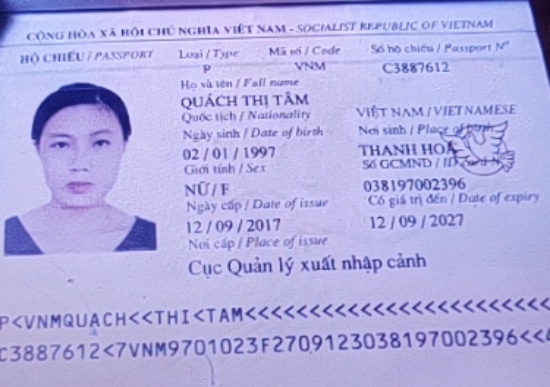 CỘNG HÒA XÃ HỘI CHỦ NGHĨA VIỆT NAM - SOCIALIST REPUBLIC OF VIETNAM
HỘ CHIẾU / PASSPORT Loại / Type Mã số / Code Số hộ chiếu / Passport Nº
P VNM C3887612
Họ và tên / Full name
QUÁCH THỊ TÂM
Quốc tịch / Nationality VIỆT NAM / VIETNAMESE
Ngày sinh / Date of birth Nơi sinh / Place of birth
02 / 01 / 1997 THANH HOÁ
Giới tính / Sex Số GCMND /
NỮ / F 038197002396
Ngày cấp / Date of issue Có giá trị đến / Date of expiry
12 / 09 / 2017 12 / 09 / 2027
Nơi cấp / Place of issue
Cục Quản lý xuất nhập cảnh
P<VNMQUACH<<THI<TAM<<<<<<<<<<<<<<<<<<<<<<<<<
C3887612<7VNM9701023F2709123038197002396<<